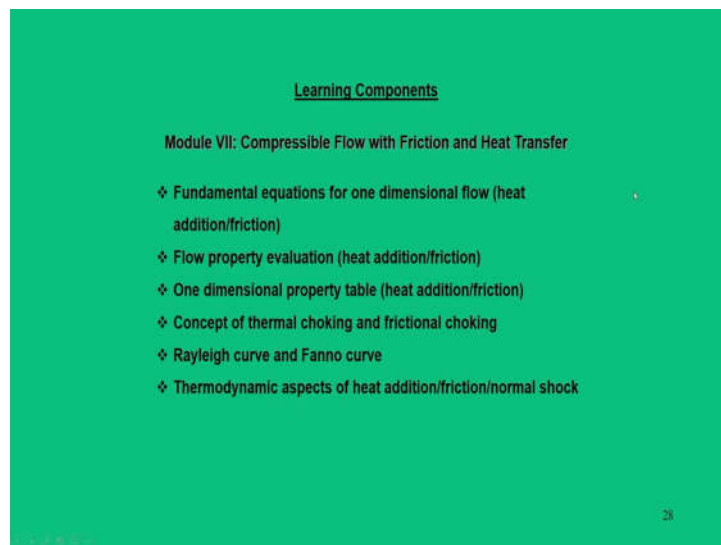 Learning Components
Module VII: Compressible Flow with Friction and Heat Transfer
❖ Fundamental equations for one dimensional flow (heat
addition/friction)
❖ Flow property evaluation (heat addition/friction)
❖ One dimensional property table (heat addition/friction)
❖ Concept of thermal choking and frictional choking
❖ Rayleigh curve and Fanno curve
❖ Thermodynamic aspects of heat addition/friction/normal shock
28